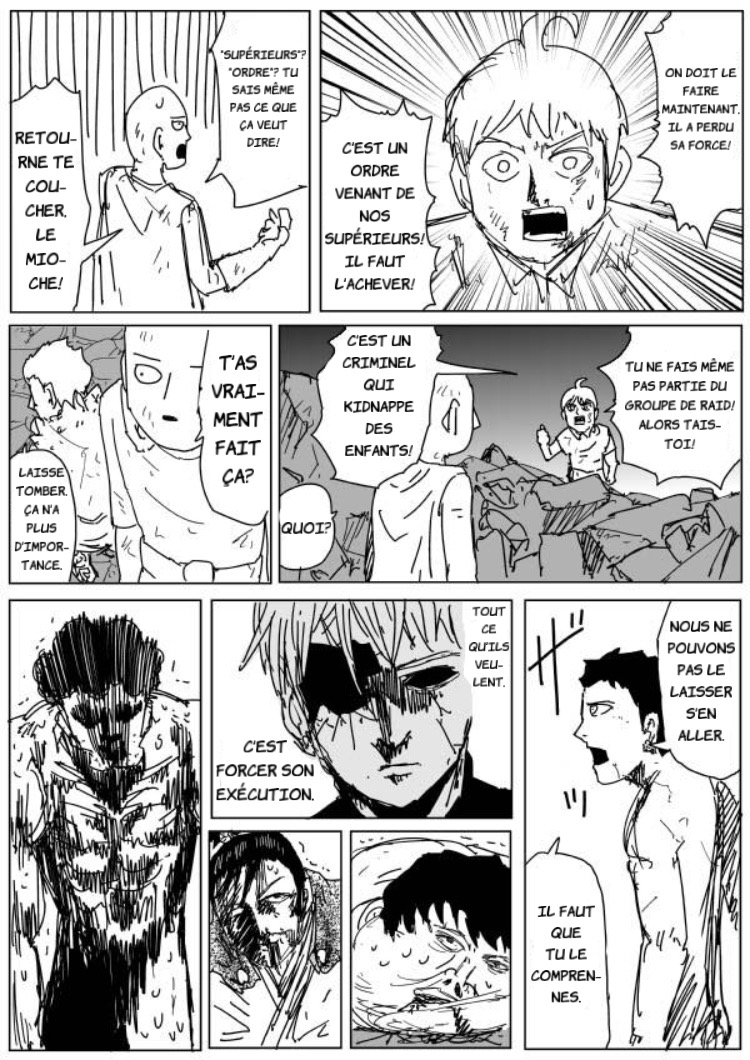 ON DOIT LE
FAIRE
MAINTENANT.
IL A PERDU
SA FORCE!
C'EST UN
ORDRE
VENANT DE
NOS
SUPÉRIEURS!
IL FAUT
L'ACHEVER!
"SUPÉRIEURS"?
"ORDRE"? TU
SAIS MÊME
PAS CE QUE
ÇA VEUT
DIRE!
RETOU-
RNE TE
COU-
CHER,
LE
MIO-
CHE!
TU NE FAIS MÊME
PAS PARTIE DU
GROUPE DE RAID!
ALORS TAIS-
TOI!
C'EST UN
CRIMINEL
QUI
KIDNAPPE
DES
ENFANTS!
QUOI?
T'AS
VRAI-
MENT
FAIT
ÇA?
LAISSE
TOMBER.
ÇA N'A
PLUS
D'IMPOR-
TANCE.
NOUS NE
POUVONS
PAS LE
LAISSER
S'EN
ALLER.
IL FAUT
QUE
TU LE
COMPREN-
NES.
TOUT
CE
QU'ILS
VEU-
LENT.
C'EST
FORCER SON
EXÉCUTION.